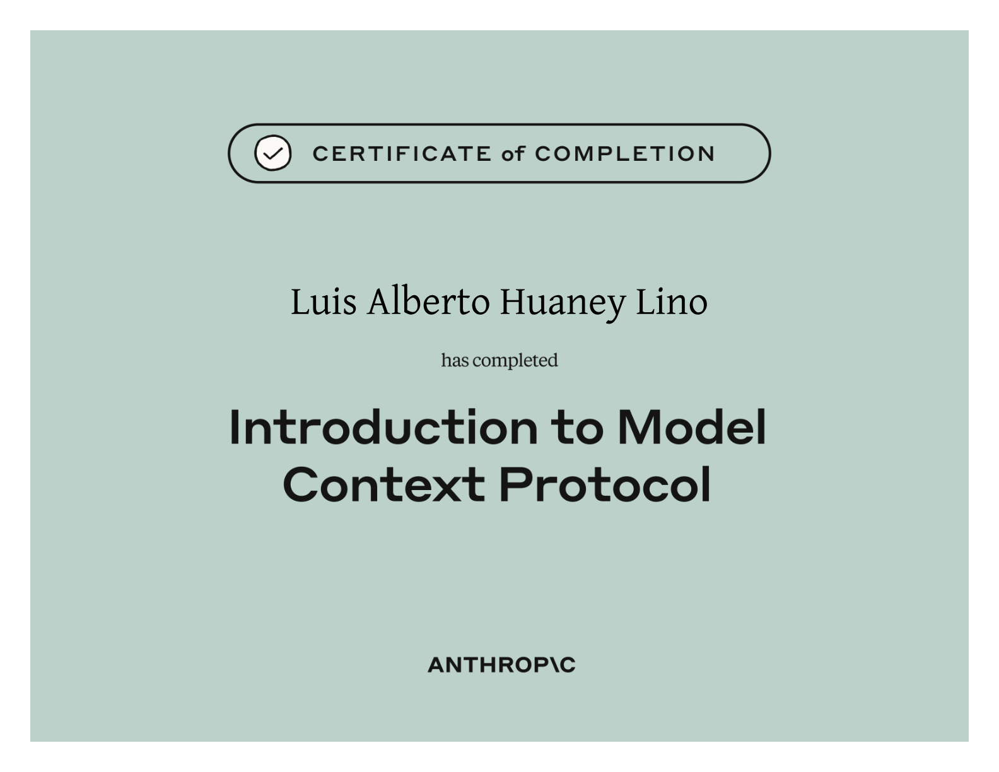 CERTIFICATE of COMPLETION
Luis Alberto Huaney Lino
has completed
Introduction to Model
Context Protocol
ANTHROP\C